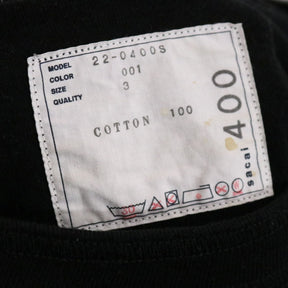 MODEL 22-0400S
COLOR 001
SIZE 3
QUALITY
COTTON 100
sacai 400